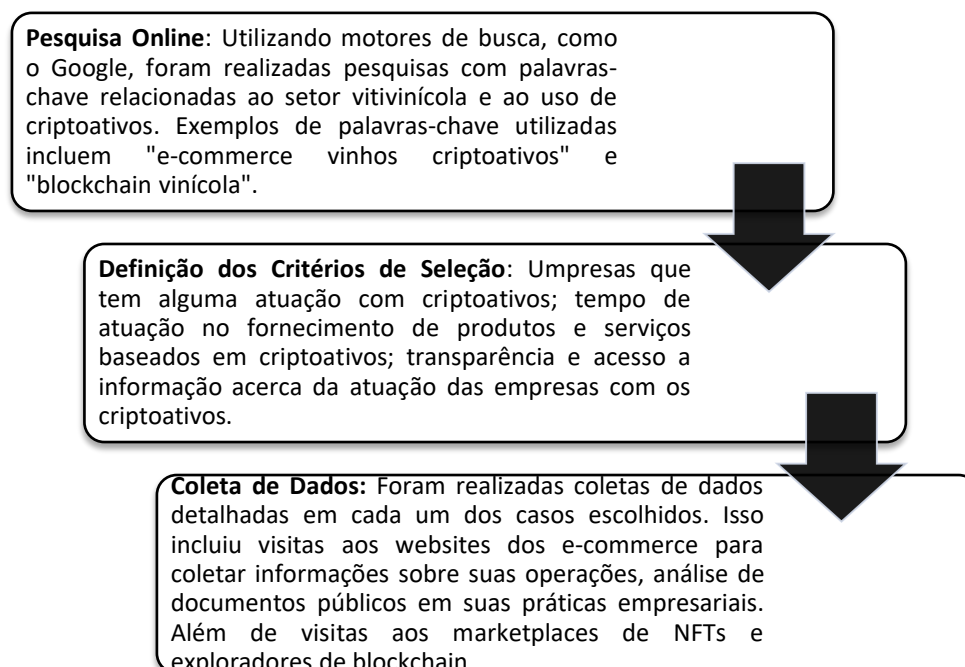 Pesquisa Online: Utilizando motores de busca, como
o Google, foram realizadas pesquisas com palavras-
chave relacionadas ao setor vitivinícola e ao uso de
criptoativos. Exemplos de palavras-chave utilizadas
incluem "e-commerce vinhos criptoativos" e
"blockchain vinícola".
Definição dos Critérios de Seleção: Umpresas que
tem alguma atuação com criptoativos; tempo de
atuação no fornecimento de produtos e serviços
baseados em criptoativos; transparência e acesso a
informação acerca da atuação das empresas com os
criptoativos.
Coleta de Dados: Foram realizadas coletas de dados
detalhadas em cada um dos casos escolhidos. Isso
incluiu visitas aos websites dos e-commerce para
coletar informações sobre suas operações, análise de
documentos públicos em suas práticas empresariais.
Além de visitas aos marketplaces de NFTs e
exploradores de blockchain.